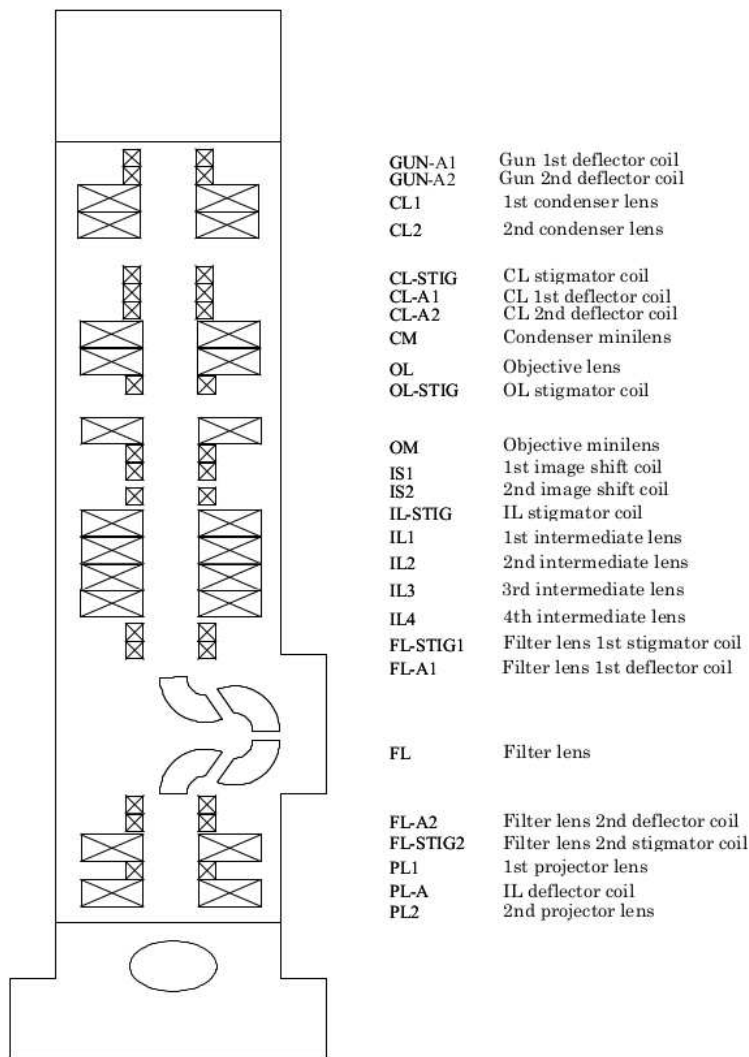 GUN-A1 Gun 1st deflector coil
GUN-A2 Gun 2nd deflector coil
CL1 1st condenser lens
CL2 2nd condenser lens
CL-STIG CL stigmator coil
CL-A1 CL 1st deflector coil
CL-A2 CL 2nd deflector coil
CM Condenser minilens
OL Objective lens
OL-STIG OL stigmator coil
OM Objective minilens
IS1 1st image shift coil
IS2 2nd image shift coil
IL-STIG IL stigmator coil
IL1 1st intermediate lens
IL2 2nd intermediate lens
IL3 3rd intermediate lens
IL4 4th intermediate lens
FL-STIG1 Filter lens 1st stigmator coil
FL-A1 Filter lens 1st deflector coil
FL Filter lens
FL-A2 Filter lens 2nd deflector coil
FL-STIG2 Filter lens 2nd stigmator coil
PL1 1st projector lens
PL-A IL deflector coil
PL2 2nd projector lens